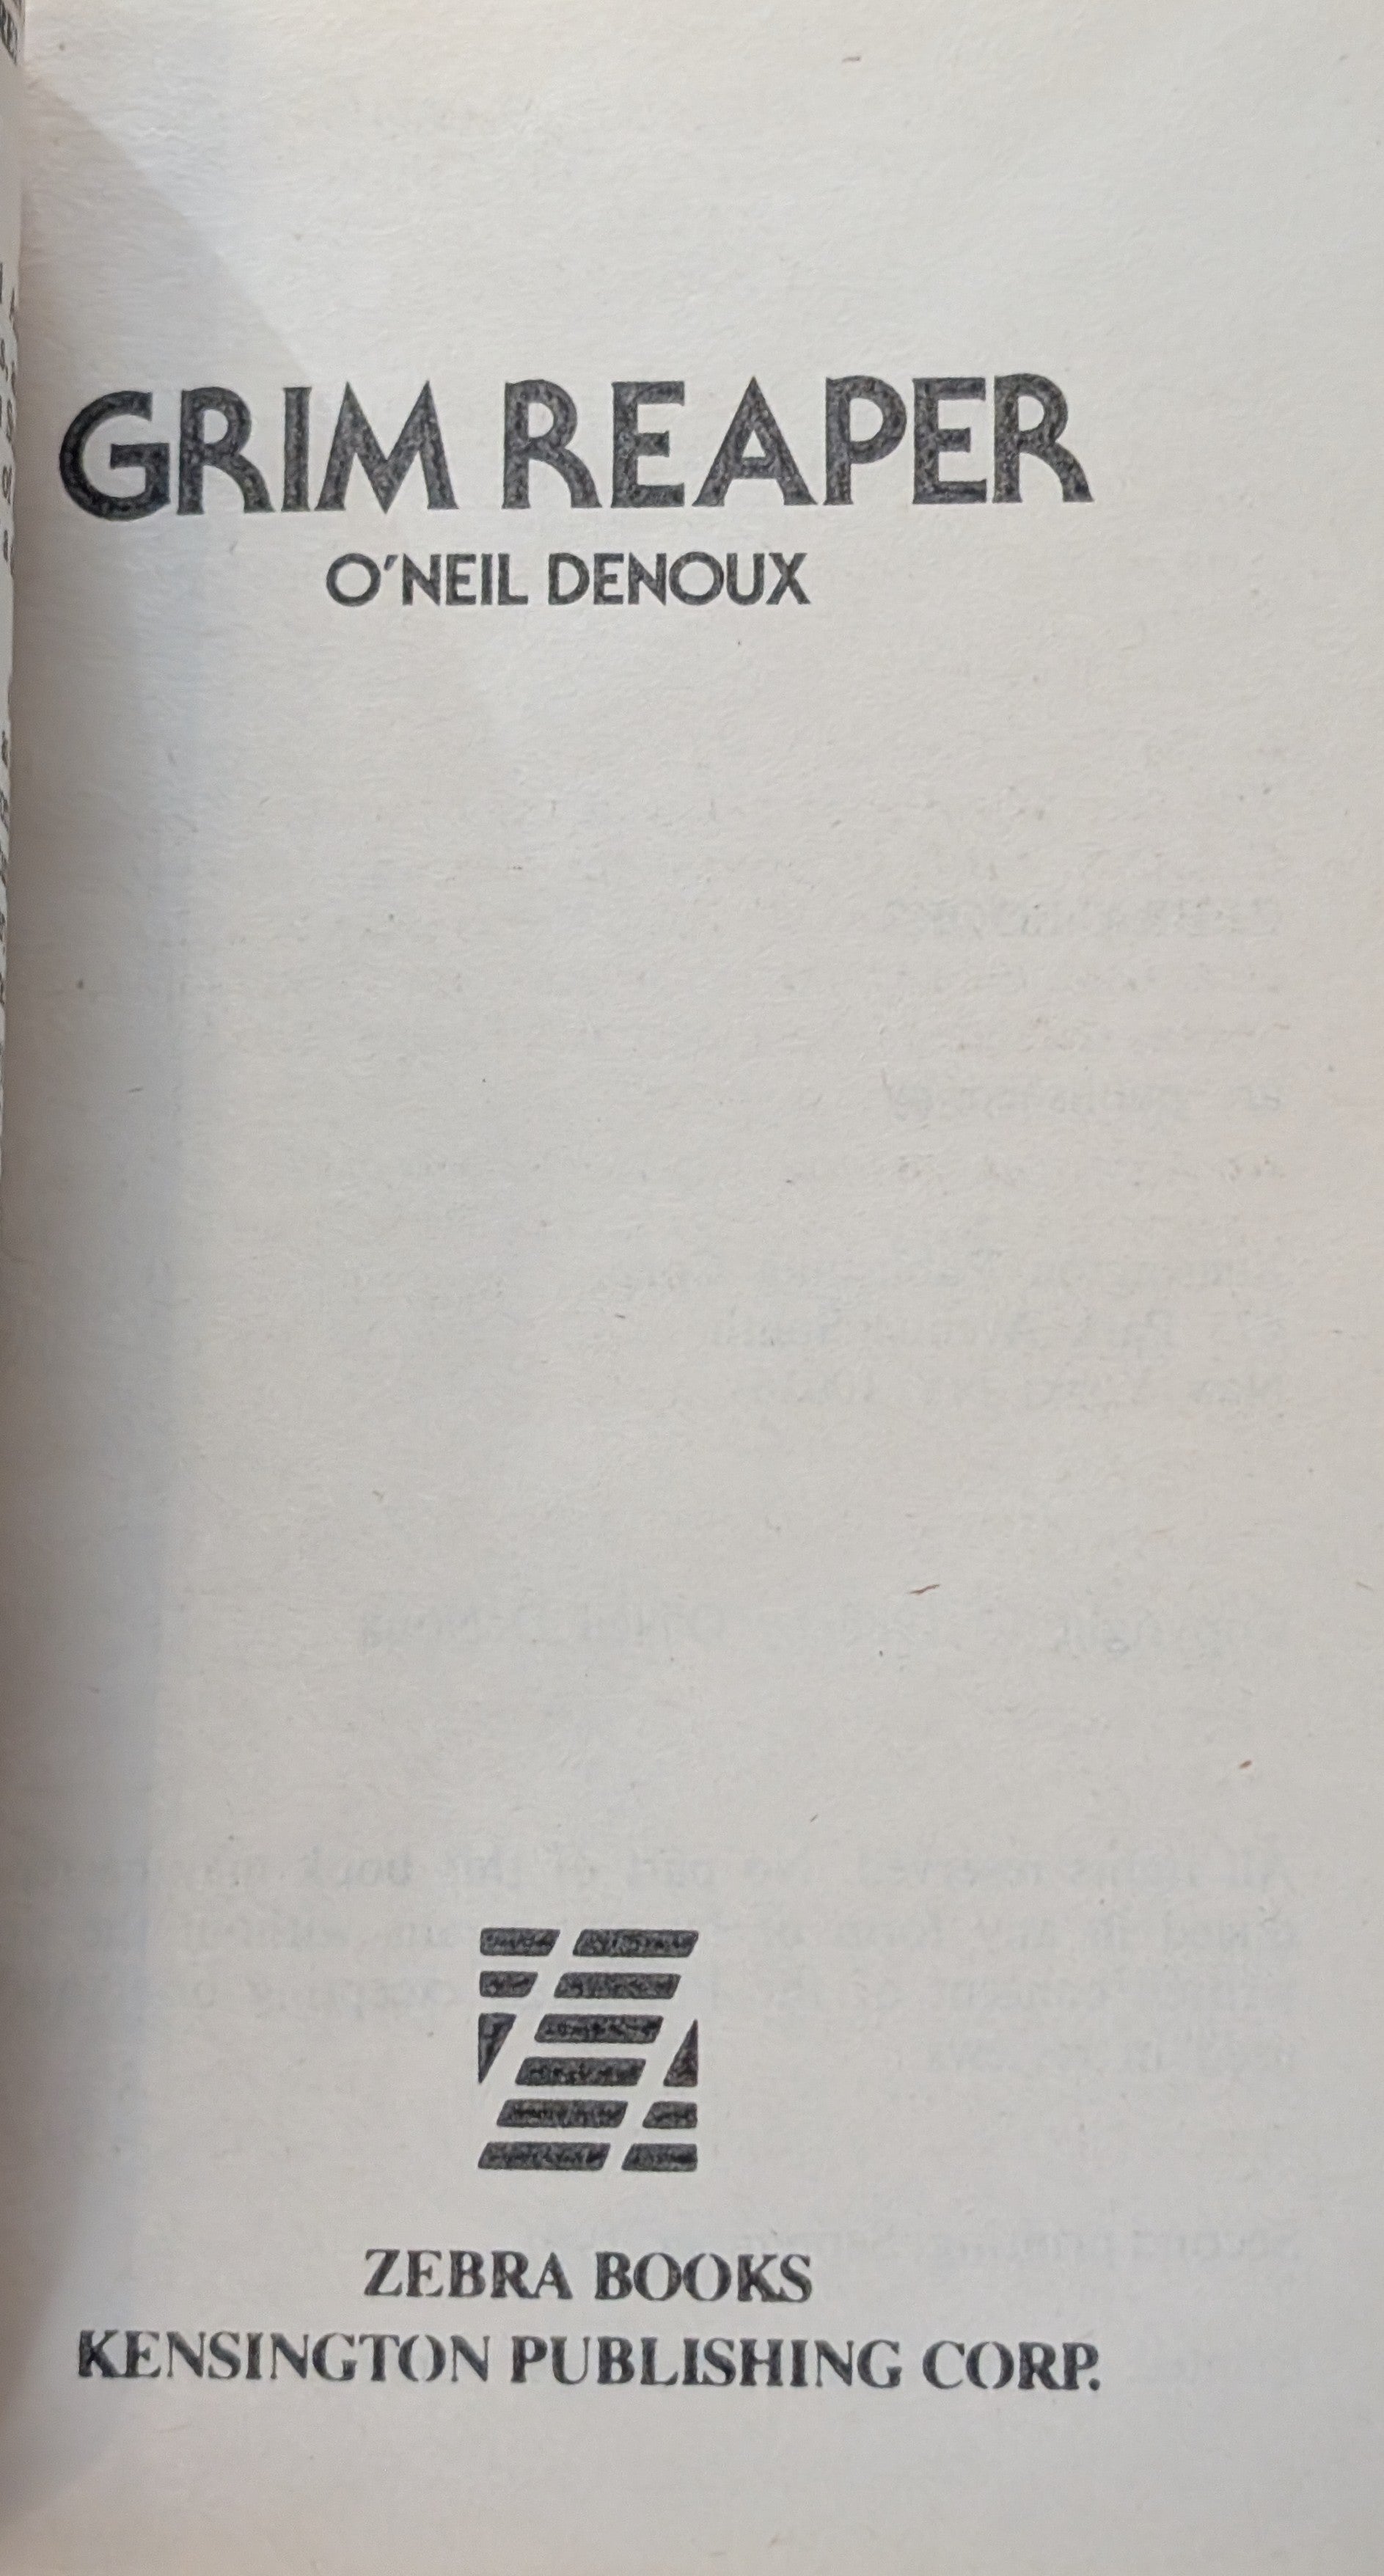 GRIM REAPER
O'NEIL DENOUX
ZEBRA BOOKS
KENSINGTON PUBLISHING CORP.